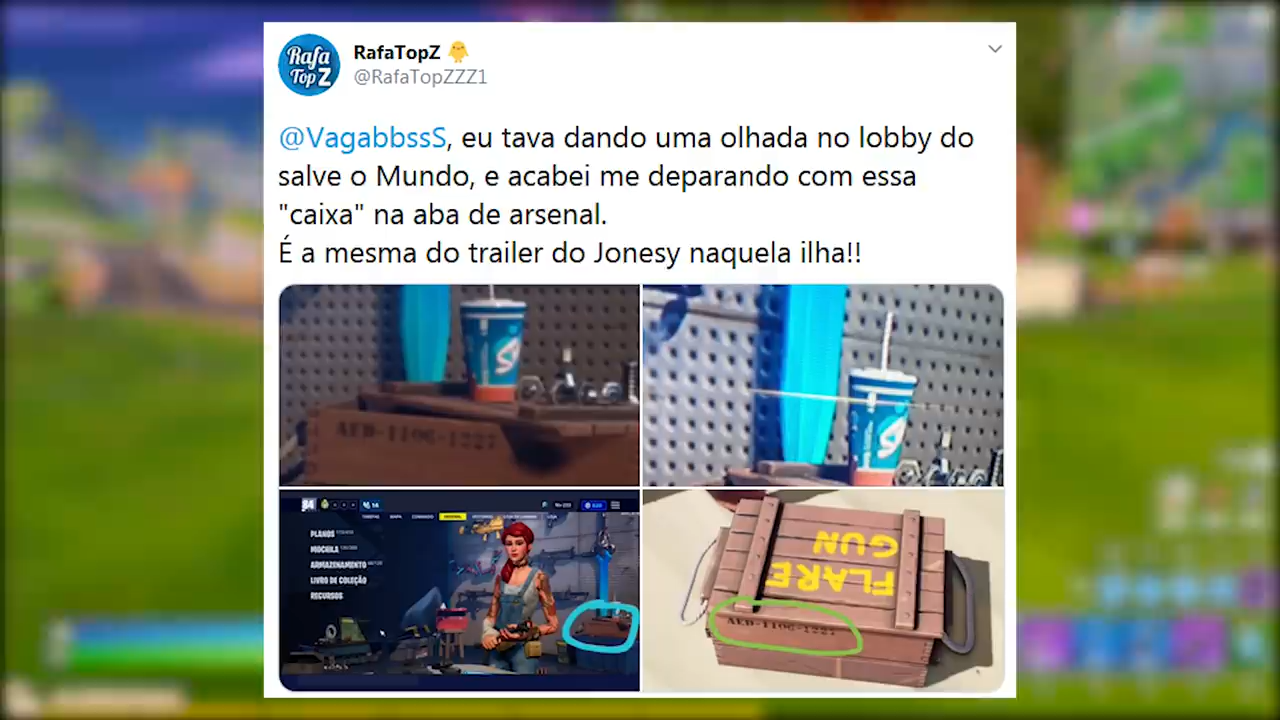 Rafa
Top Z
RafaTopZ
@RafaTopZZZ1
@VagabbssS, eu tava dando uma olhada no lobby do
salve o Mundo, e acabei me deparando com essa
"caixa" na aba de arsenal.
É a mesma do trailer do Jonesy naquela ilha!!
AED-1106-1227
PLANOS
MOCHILA
ARMAZENAMENTO
LIVRO DE COLEÇÃO
RECURSOS
FLARE
GUN
AED-1106-1227